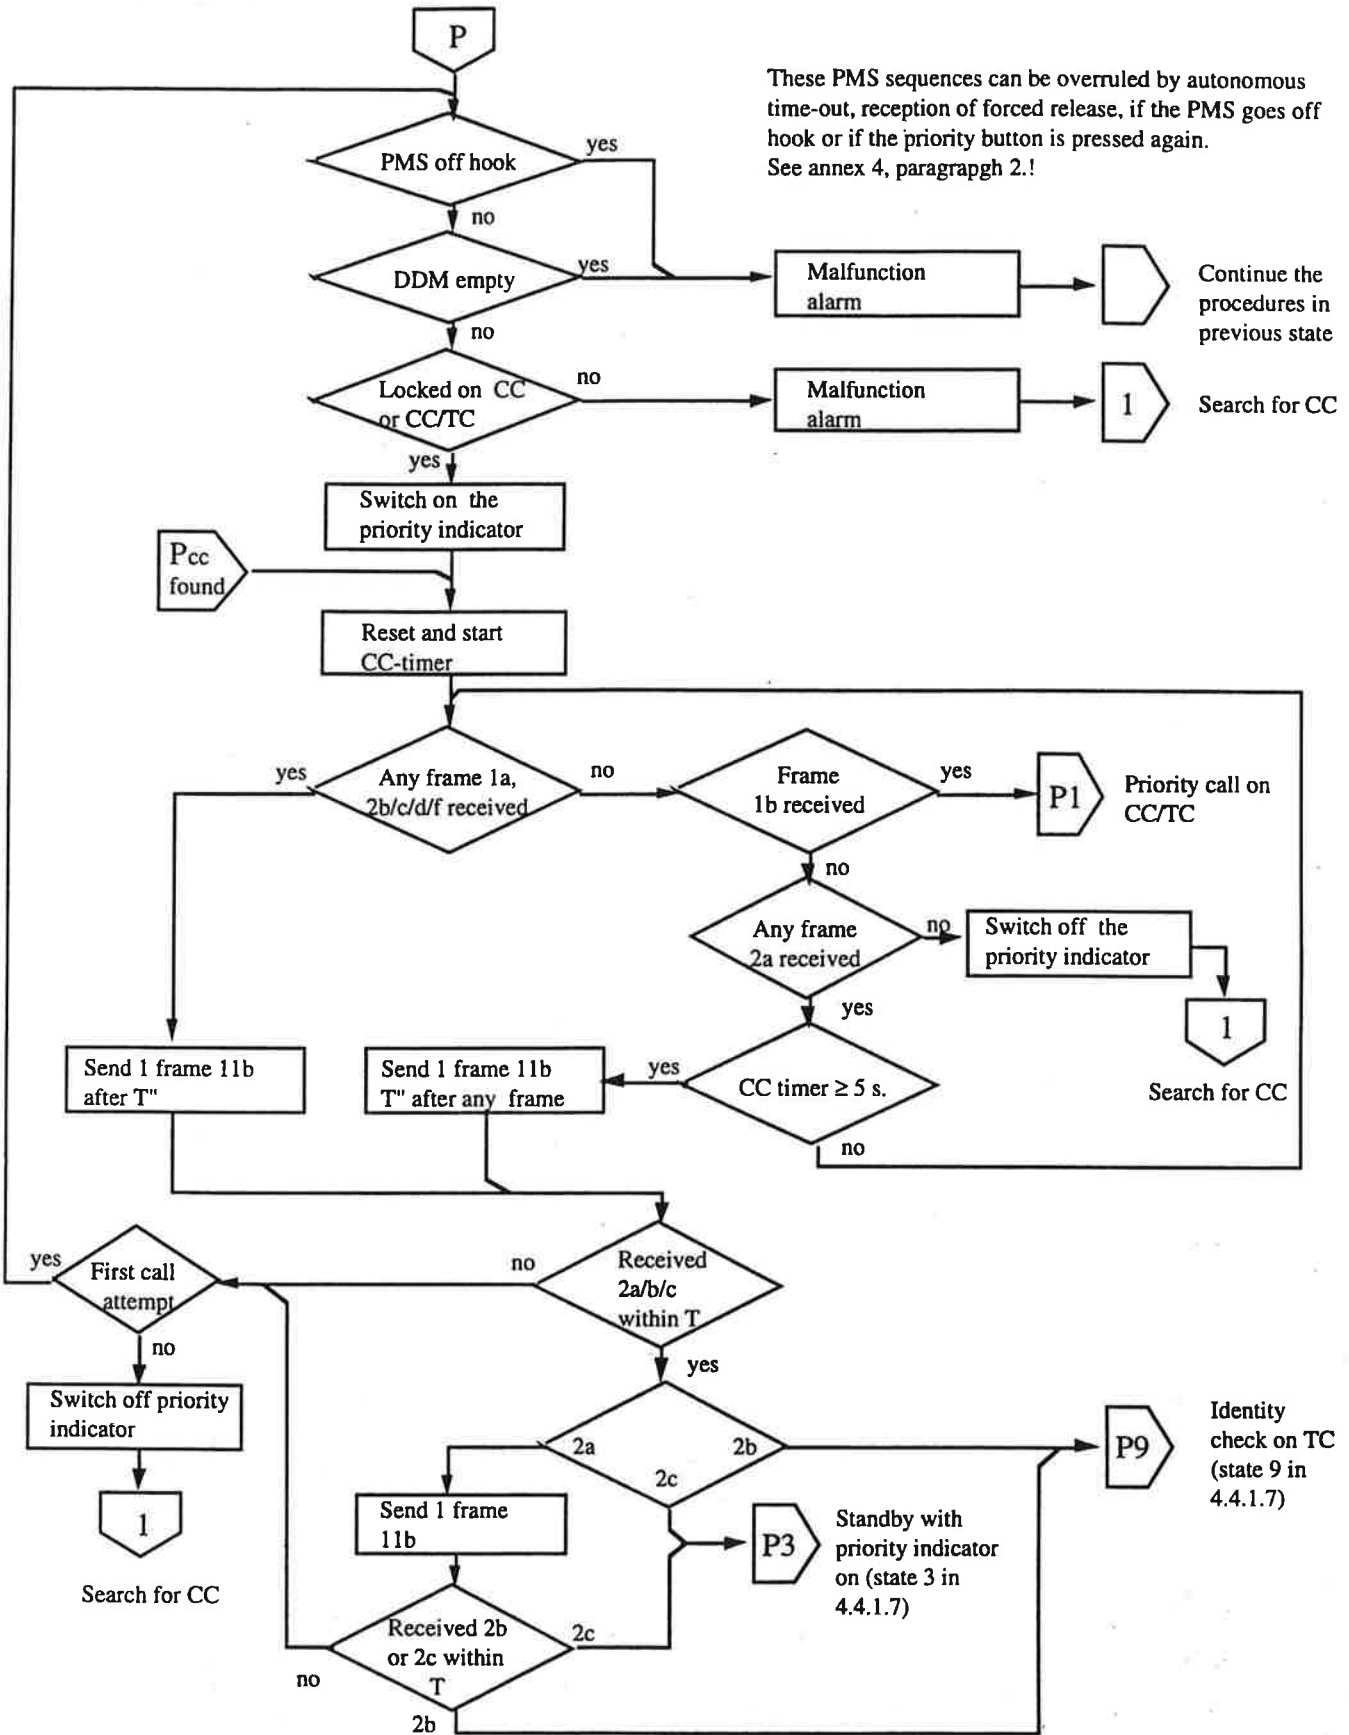 P
These PMS sequences can be overruled by autonomous
time-out, reception of forced release, if the PMS goes off
hook or if the priority button is pressed again.
See annex 4, paragrapgh 2.!
PMS off hook
yes
no
DDM empty
yes
Malfunction
alarm
Continue the
procedures in
previous state
no
Locked on CC
or CC/TC
no
Malfunction
alarm
1
Search for CC
yes
Switch on the
priority indicator
Pcc
found
Reset and start
CC-timer
yes
Any frame 1a,
2b/c/d/f received
no
Frame
1b received
yes
P1
Priority call on
CC/TC
no
Any frame
2a received
no
Switch off the
priority indicator
yes
1
Search for CC
Send 1 frame 11b
after T"
Send 1 frame 11b
T" after any frame
yes
CC timer ≥ 5 s.
no
yes
First call
attempt
no
Received
2a/b/c
within T
no
yes
Switch off priority
indicator
1
Search for CC
2a
2b
2c
P9
Identity
check on TC
(state 9 in
4.4.1.7)
Send 1 frame
11b
P3
Standby with
priority indicator
on (state 3 in
4.4.1.7)
Received 2b
or 2c within
T
2c
no
2b